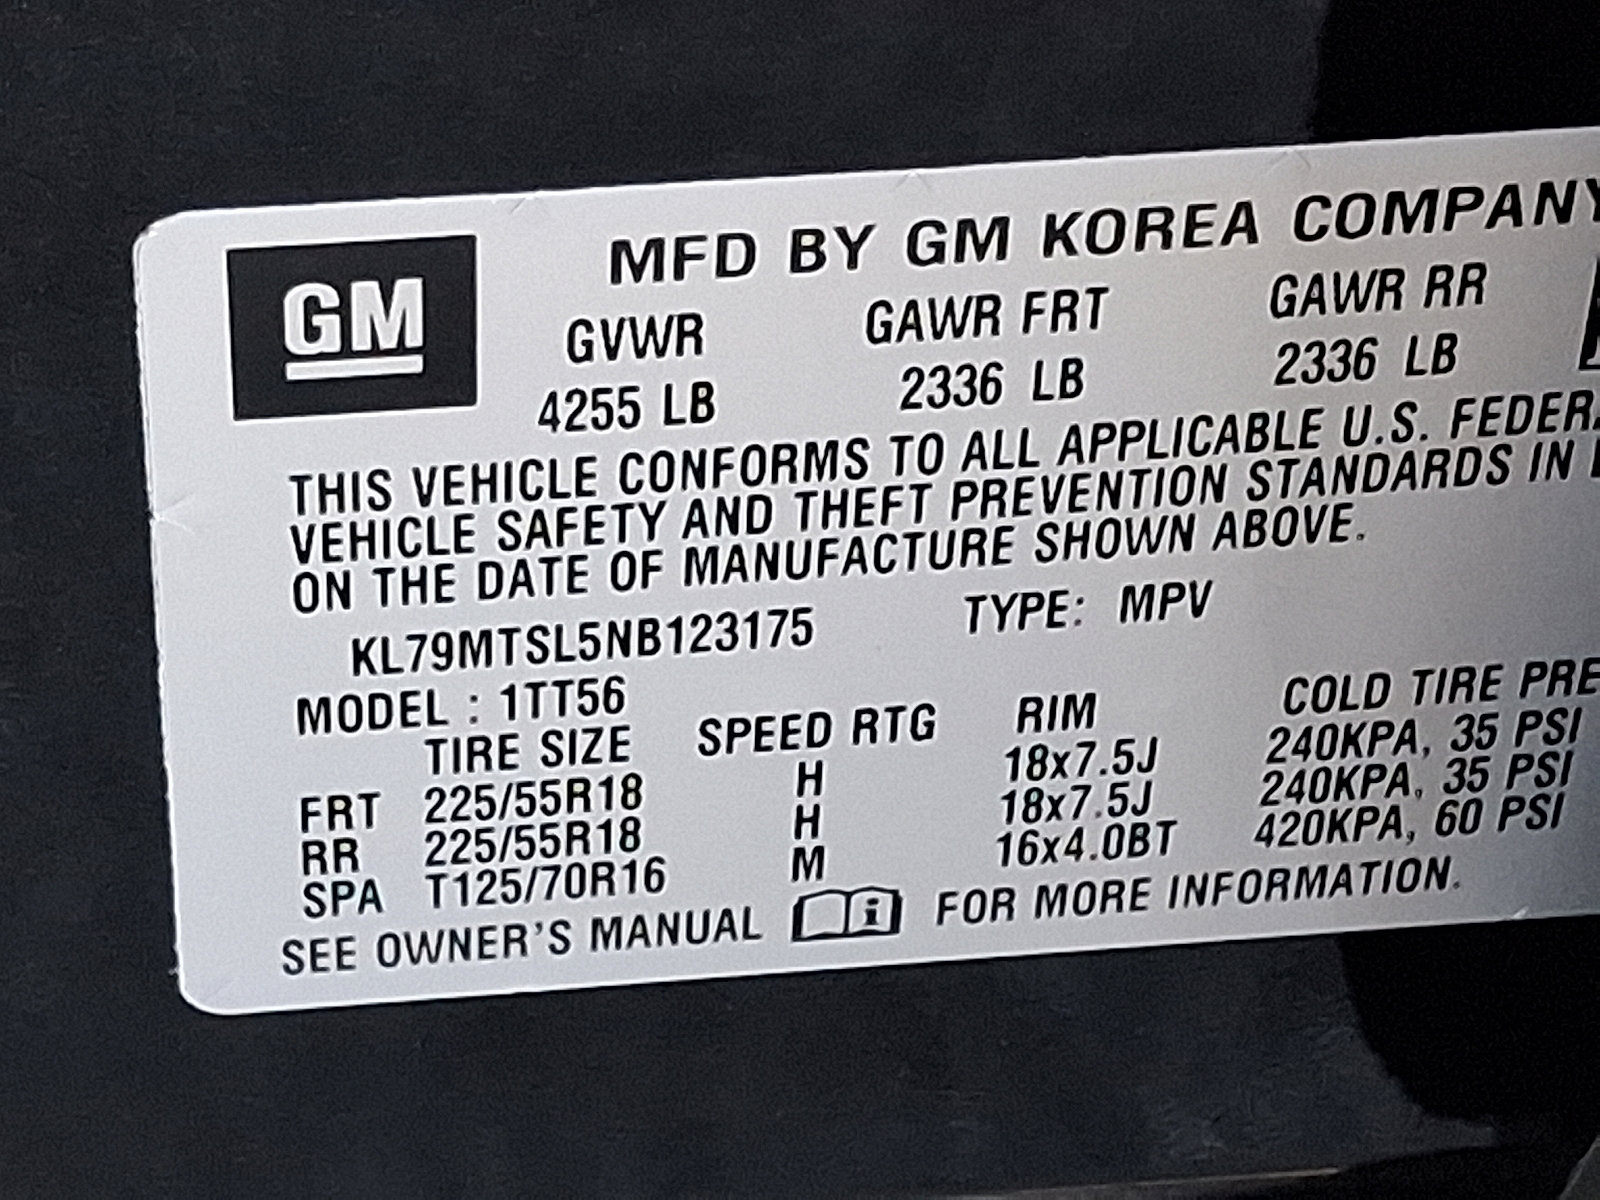 GM
MFD BY GM KOREA COMPANY
GVWR GAWR FRT GAWR RR
4255 LB 2336 LB 2336 LB
THIS VEHICLE CONFORMS TO ALL APPLICABLE U.S. FEDERA
VEHICLE SAFETY AND THEFT PREVENTION STANDARDS IN
ON THE DATE OF MANUFACTURE SHOWN ABOVE.
KL79MTSL5NB123175 TYPE: MPV
MODEL : 1TT56
TIRE SIZE SPEED RTG RIM COLD TIRE PRE
FRT 225/55R18 H 18x7.5J 240KPA, 35 PSI
RR 225/55R18 H 18x7.5J 240KPA, 35 PSI
SPA T125/70R16 M 16x4.0BT 420KPA, 60 PSI
SEE OWNER'S MANUAL i FOR MORE INFORMATION.